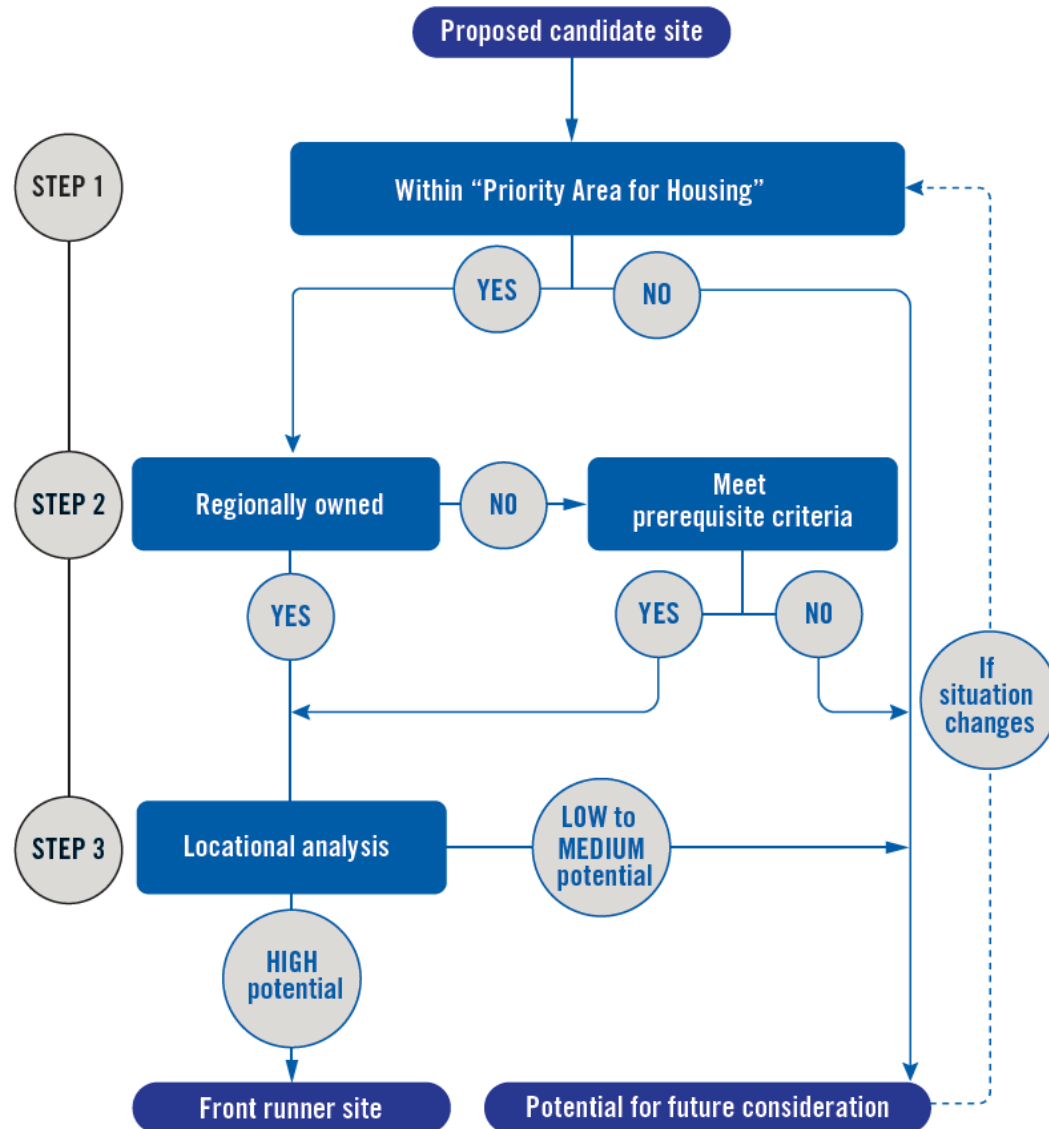 Proposed candidate site
STEP 1
Within “Priority Area for Housing”
YES
NO
STEP 2
Regionally owned
NO
Meet
prerequisite criteria
YES
YES
NO
If
situation
changes
STEP 3
Locational analysis
LOW to
MEDIUM
potential
HIGH
potential
Front runner site
Potential for future consideration